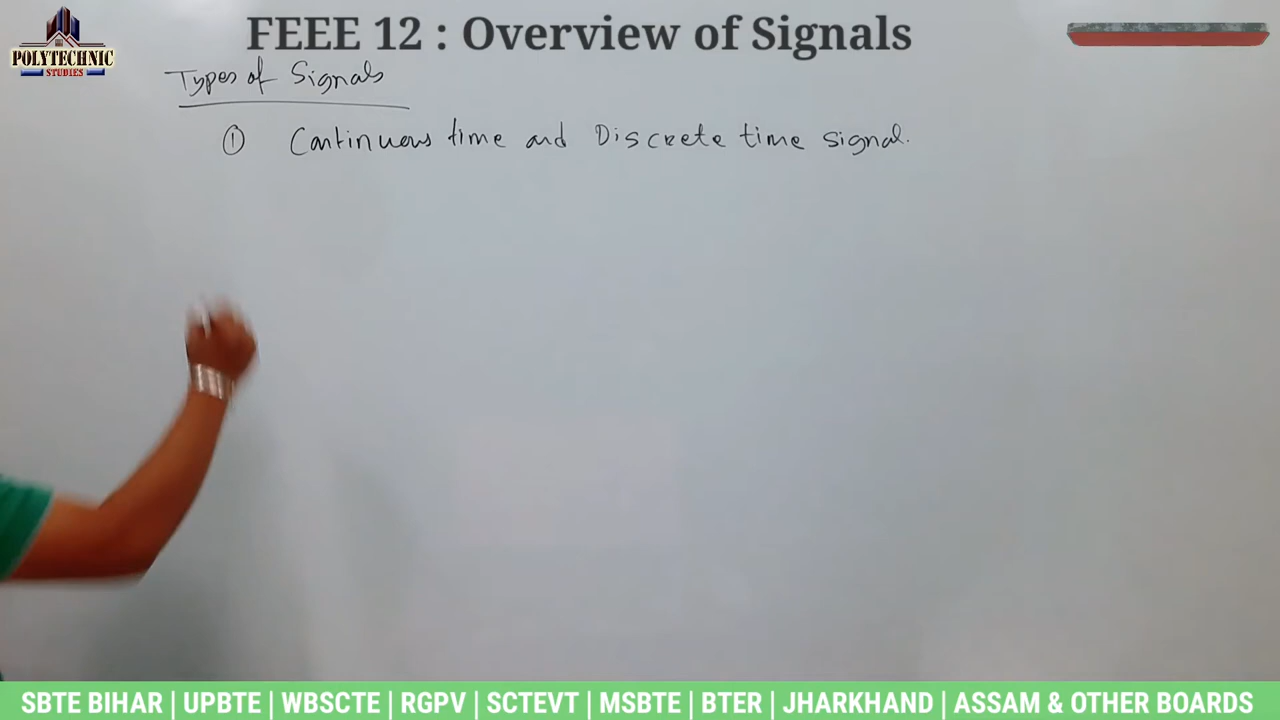 FEEE 12 : Overview of Signals
POLYTECHNIC
STUDIES
Types of Signals
① Continuous time and Discrete time signal.
SBTE BIHAR | UPBTE | WBSCTE | RGPV | SCTEVT | MSBTE | BTER | JHARKHAND | ASSAM & OTHER BOARDS